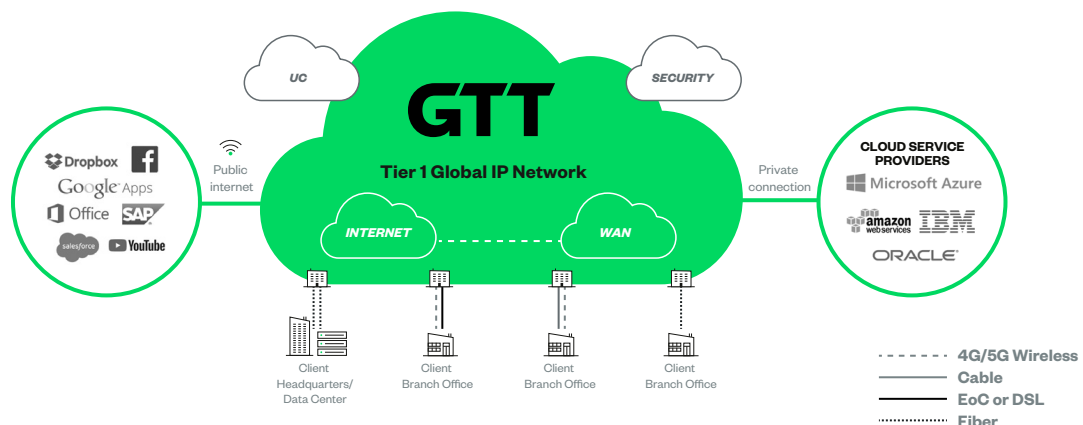 UC
SECURITY
GTT
Tier 1 Global IP Network
INTERNET
WAN
Dropbox
Google Apps
Office
SAP
salesforce
YouTube
Public
internet
Private
connection
CLOUD SERVICE
PROVIDERS
Microsoft Azure
amazon
web services
IBM
ORACLE
Client
Headquarters/
Data Center
Client
Branch Office
Client
Branch Office
Client
Branch Office
4G/5G Wireless
Cable
EoC or DSL
Fiber